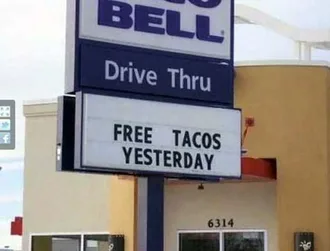 BELL
Drive Thru
FREE TACOS
YESTERDAY
6314